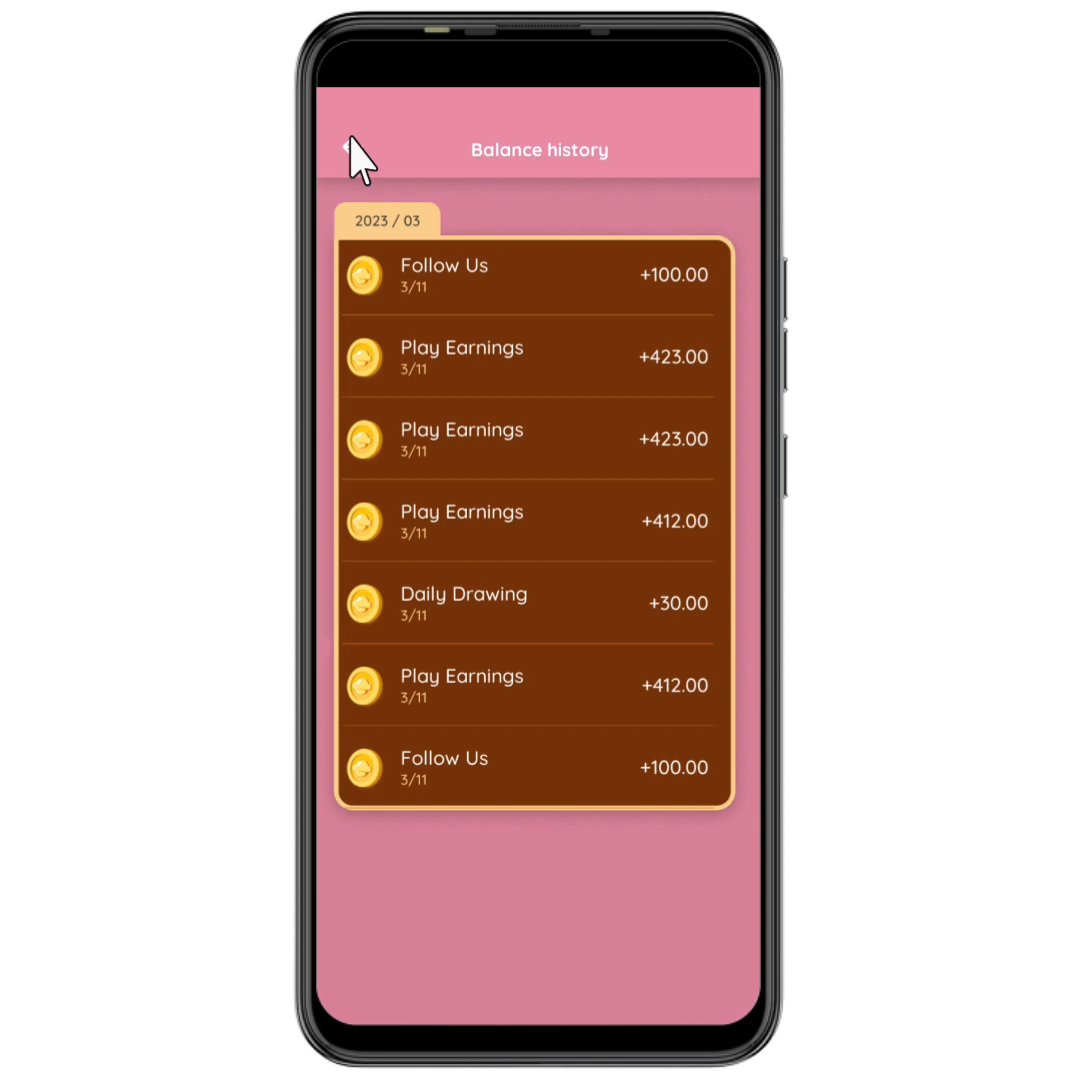 Balance history
2023 / 03
Follow Us
+100.00
3/11
Play Earnings
+423.00
3/11
Play Earnings
+423.00
3/11
Play Earnings
+412.00
3/11
Daily Drawing
+30.00
3/11
Play Earnings
+412.00
3/11
Follow Us
+100.00
3/11